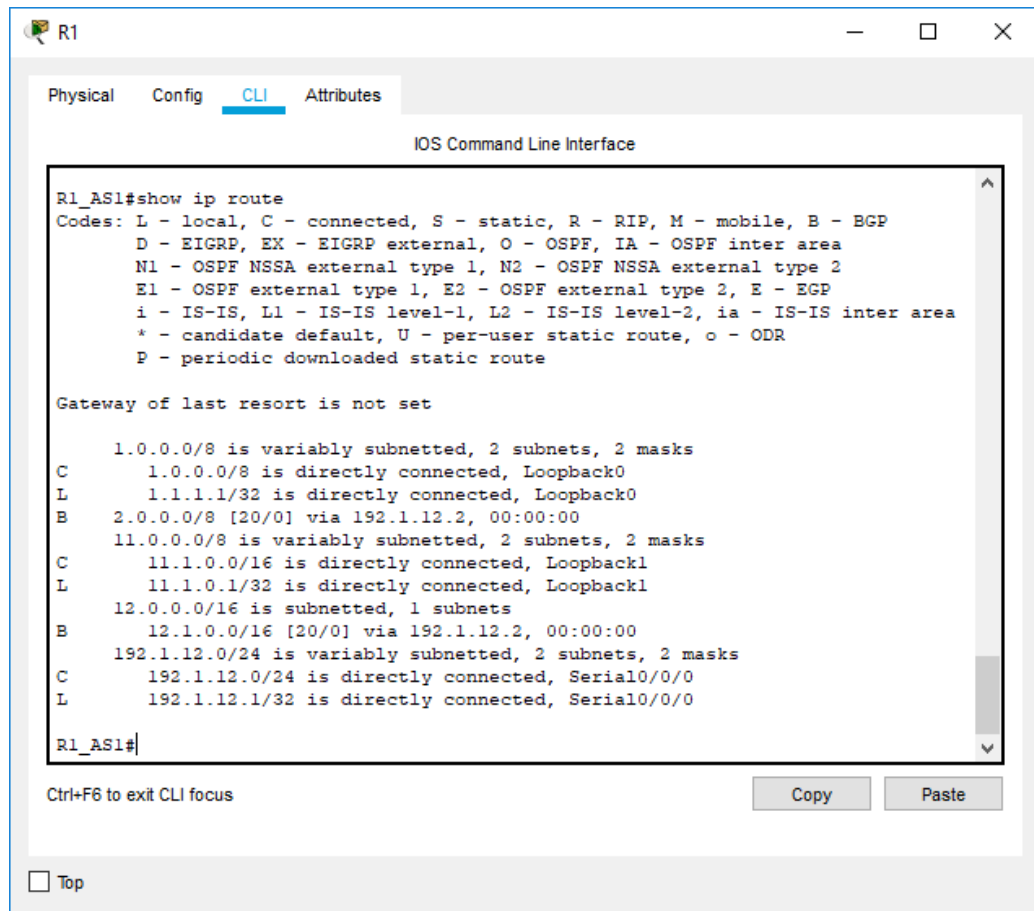 R1
Physical Config CLI Attributes
IOS Command Line Interface
R1_AS1#show ip route
Codes: L - local, C - connected, S - static, R - RIP, M - mobile, B - BGP
D - EIGRP, EX - EIGRP external, O - OSPF, IA - OSPF inter area
N1 - OSPF NSSA external type 1, N2 - OSPF NSSA external type 2
E1 - OSPF external type 1, E2 - OSPF external type 2, E - EGP
i - IS-IS, L1 - IS-IS level-1, L2 - IS-IS level-2, ia - IS-IS inter area
* - candidate default, U - per-user static route, o - ODR
P - periodic downloaded static route
Gateway of last resort is not set
1.0.0.0/8 is variably subnetted, 2 subnets, 2 masks
C 1.0.0.0/8 is directly connected, Loopback0
L 1.1.1.1/32 is directly connected, Loopback0
B 2.0.0.0/8 [20/0] via 192.1.12.2, 00:00:00
11.0.0.0/8 is variably subnetted, 2 subnets, 2 masks
C 11.1.0.0/16 is directly connected, Loopback1
L 11.1.0.1/32 is directly connected, Loopback1
12.0.0.0/16 is subnetted, 1 subnets
B 12.1.0.0/16 [20/0] via 192.1.12.2, 00:00:00
192.1.12.0/24 is variably subnetted, 2 subnets, 2 masks
C 192.1.12.0/24 is directly connected, Serial0/0/0
L 192.1.12.1/32 is directly connected, Serial0/0/0
R1_AS1#
Ctrl+F6 to exit CLI focus Copy Paste
Top